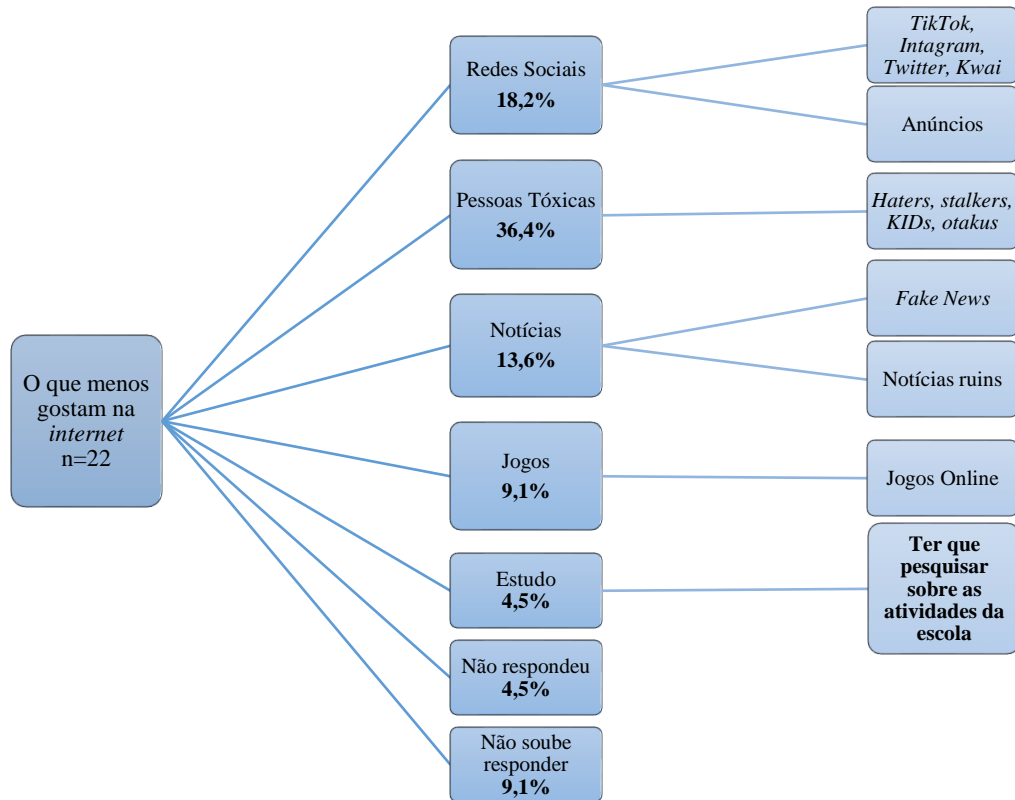 O que menos
gostam na
internet
n=22
Redes Sociais
18,2%
TikTok,
Intagram,
Twitter, Kwai
Anúncios
Pessoas Tóxicas
36,4%
Haters, stalkers,
KIDs, otakus
Notícias
13,6%
Fake News
Notícias ruins
Jogos
9,1%
Jogos Online
Estudo
4,5%
Ter que
pesquisar
sobre as
atividades da
escola
Não respondeu
4,5%
Não soube
responder
9,1%